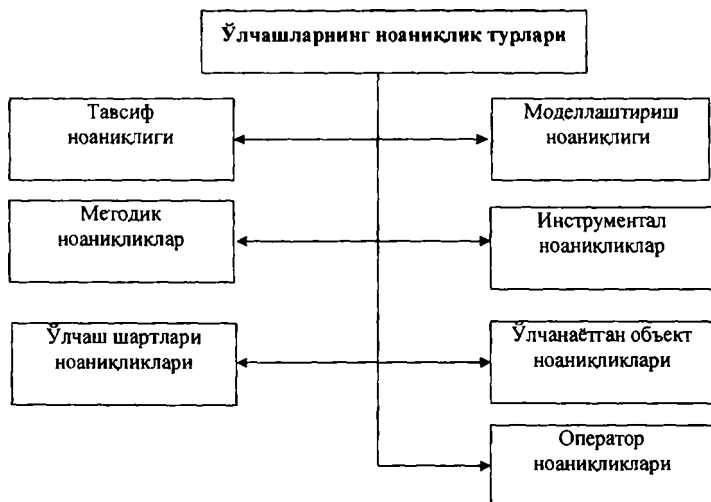 Ўлчашларнинг ноаниқлик турлари
Тавсиф
ноаниқлиги
Моделлаштириш
ноаниқлиги
Методик
ноаниқликлар
Инструментал
ноаниқликлар
Ўлчаш шартлари
ноаниқликлари
Ўлчанаётган объект
ноаниқликлари
Оператор
ноаниқликлари